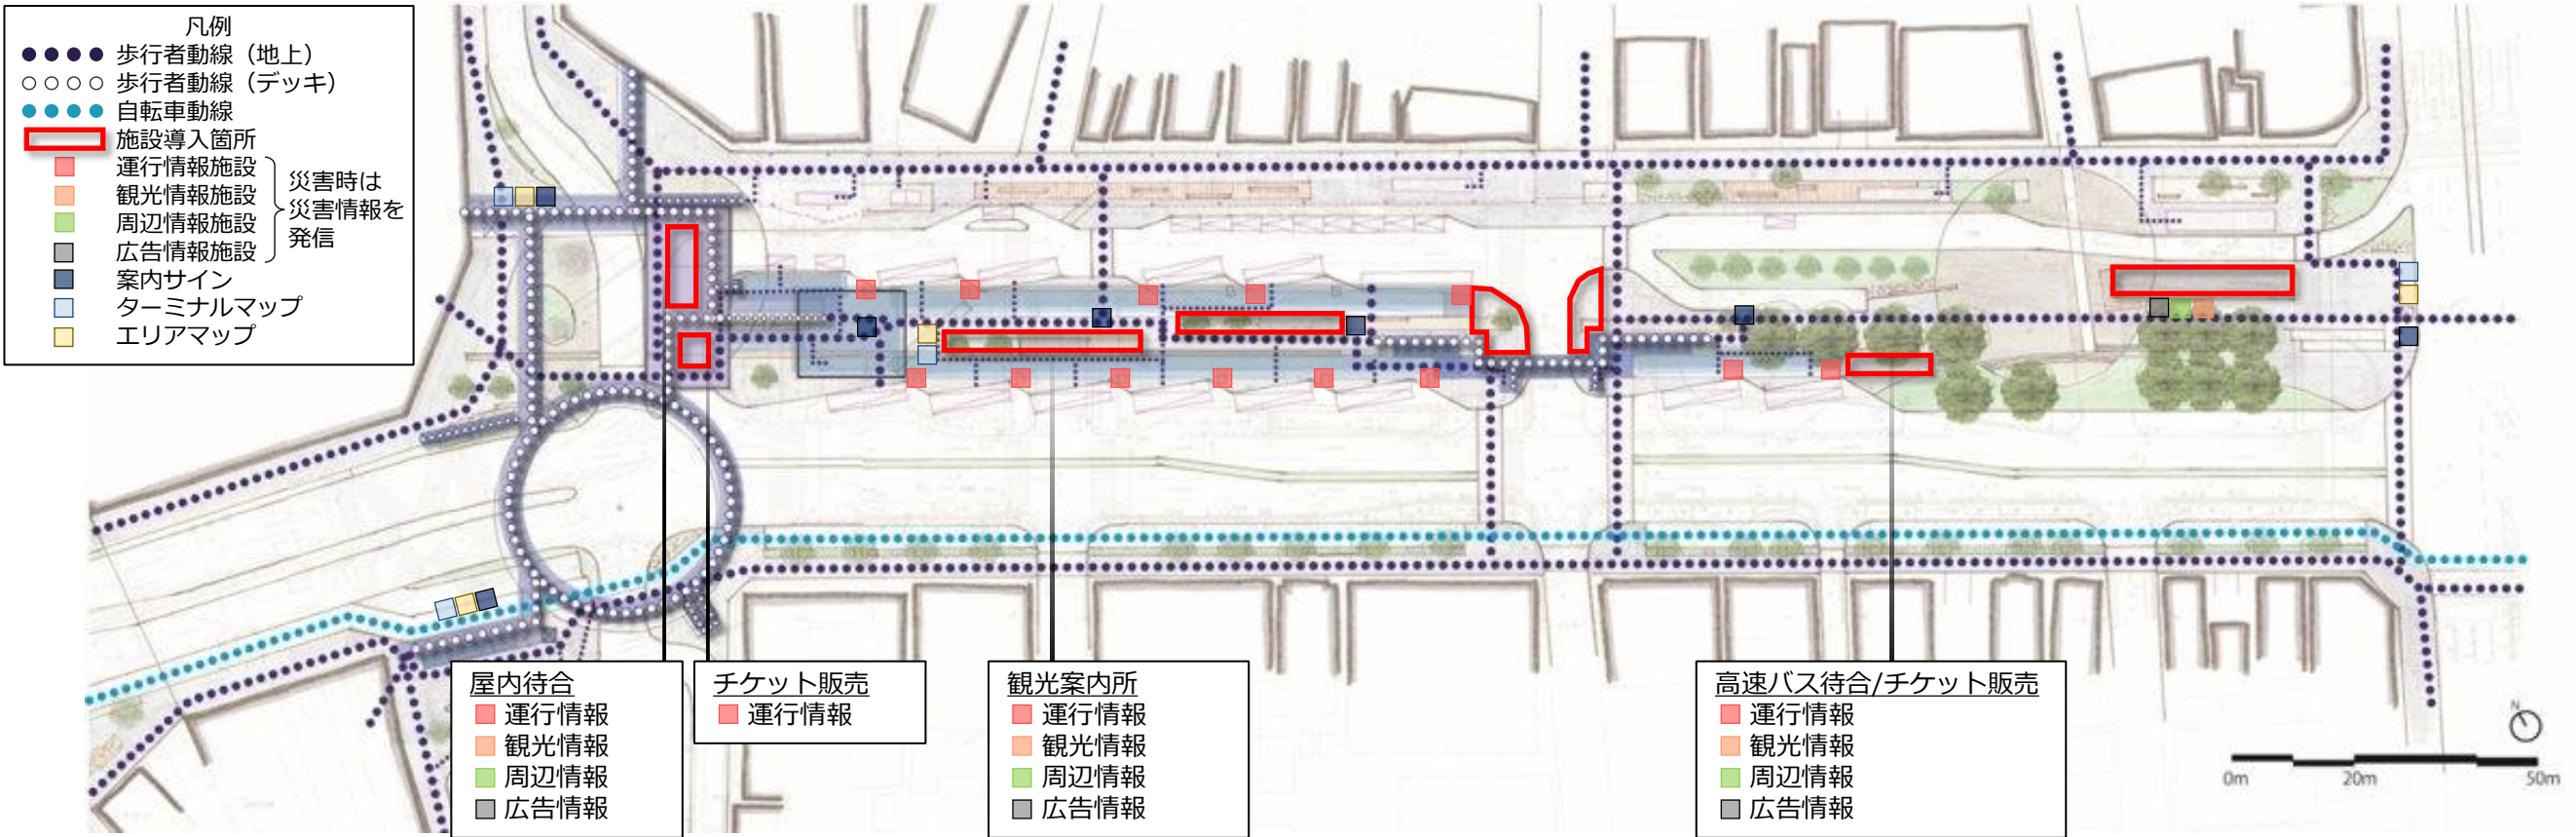 凡例
歩行者動線（地上）
歩行者動線（デッキ）
自転車動線
施設導入箇所
運行情報施設
観光情報施設
周辺情報施設
広告情報施設
災害時は
災害情報を
発信
案内サイン
ターミナルマップ
エリアマップ
屋内待合
運行情報
観光情報
周辺情報
広告情報
チケット販売
運行情報
観光案内所
運行情報
観光情報
周辺情報
広告情報
高速バス待合/チケット販売
運行情報
観光情報
周辺情報
広告情報
N
0m 20m 50m